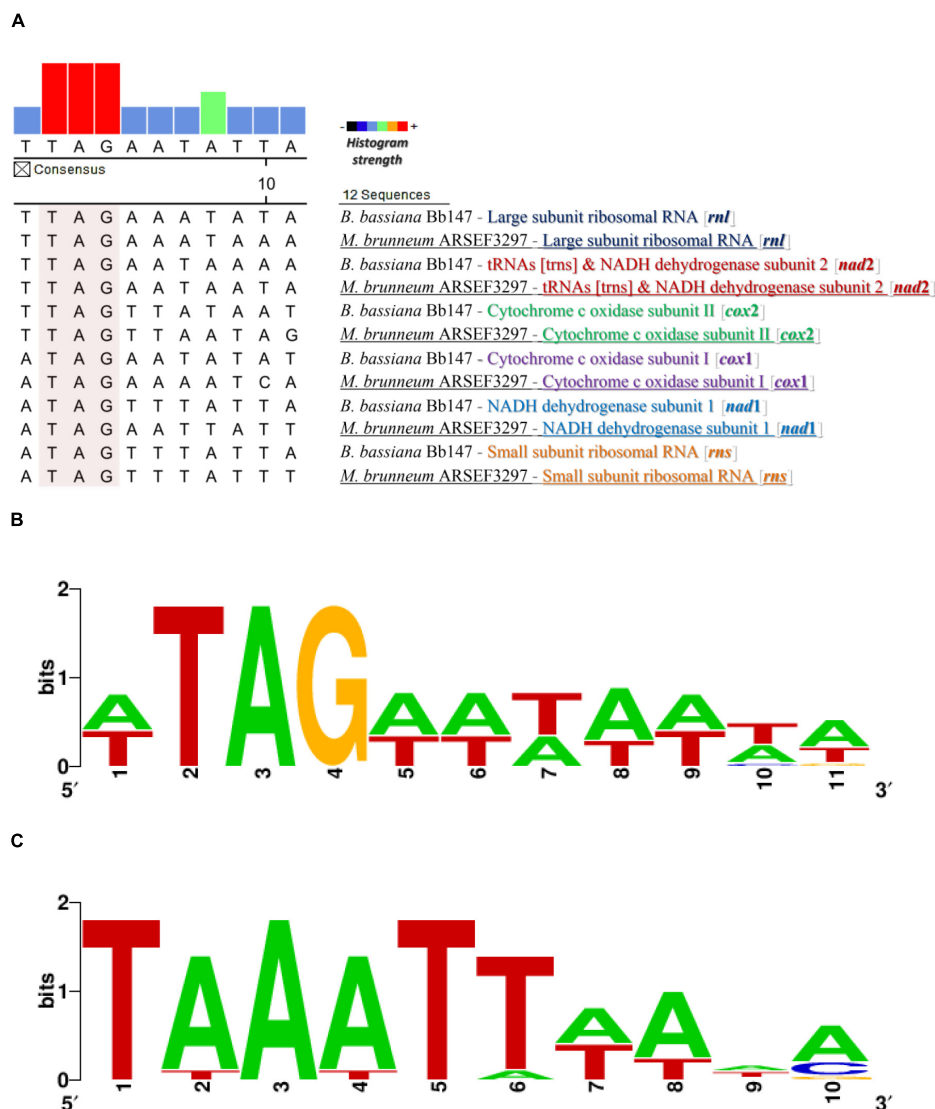 A
T T A G A A T A T T A
- +
Histogram
strength
Consensus
10
12 Sequences
T T A G A A A T A T A B. bassiana Bb147 - Large subunit ribosomal RNA [rnl]
T T A G A A A T A A A M. brunneum ARSEF3297 - Large subunit ribosomal RNA [rnl]
T T A G A A T A A A A B. bassiana Bb147 - tRNAs [trns] & NADH dehydrogenase subunit 2 [nad2]
T T A G A A T A A T A M. brunneum ARSEF3297 - tRNAs [trns] & NADH dehydrogenase subunit 2 [nad2]
T T A G T T A T A A T B. bassiana Bb147 - Cytochrome c oxidase subunit II [cox2]
T T A G T T A A T A G M. brunneum ARSEF3297 - Cytochrome c oxidase subunit II [cox2]
A T A G A A T A T A T B. bassiana Bb147 - Cytochrome c oxidase subunit I [cox1]
A T A G A A A A T C A M. brunneum ARSEF3297 - Cytochrome c oxidase subunit I [cox1]
A T A G T T T A T T A B. bassiana Bb147 - NADH dehydrogenase subunit 1 [nad1]
A T A G A A T T A T T M. brunneum ARSEF3297 - NADH dehydrogenase subunit 1 [nad1]
A T A G T T T A T T A B. bassiana Bb147 - Small subunit ribosomal RNA [rns]
A T A G T T T A T T T M. brunneum ARSEF3297 - Small subunit ribosomal RNA [rns]
B
2
1
0
bits
A T A G A A T A A T A
T T T A T T A T
1 2 3 4 5 6 7 8 9 10 11
5′ 3′
C
2
1
0
bits
T A A A T T A A A A
T T A T T T C
1 2 3 4 5 6 7 8 9 10
5′ 3′